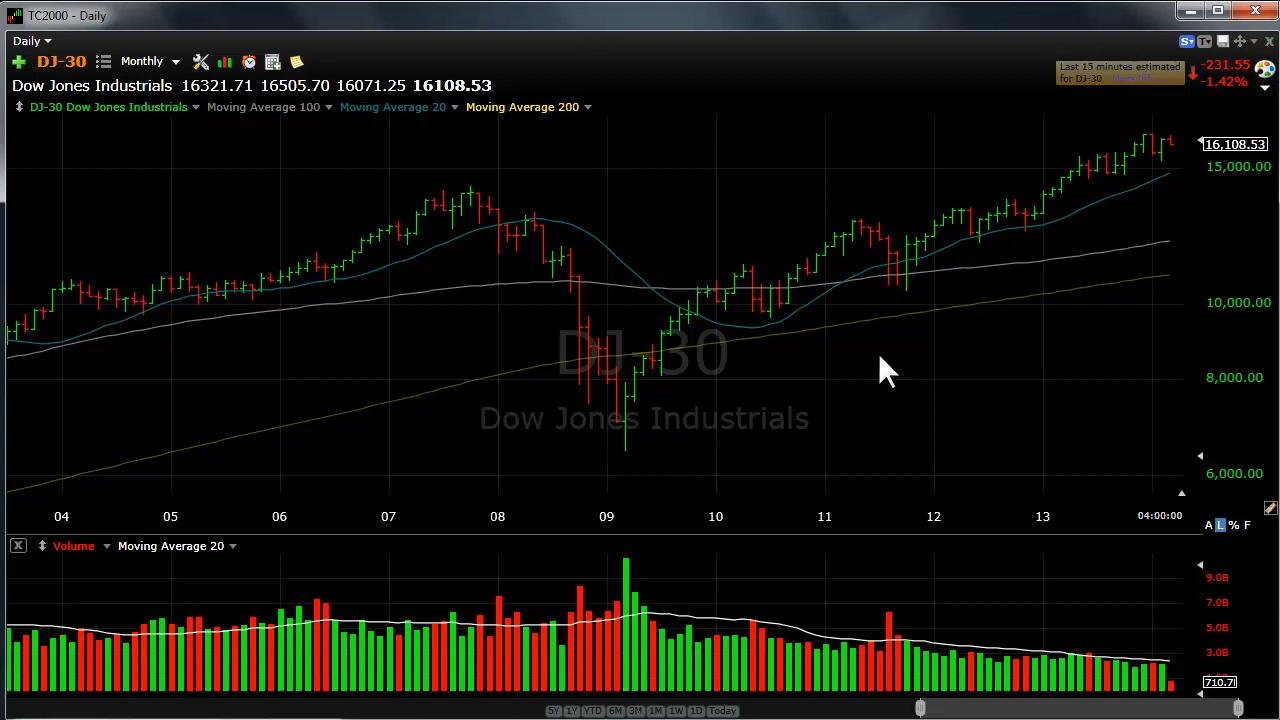 TC2000 - Daily
Daily
DJ-30 Monthly
Last 15 minutes estimated
for DJ-30
-231.55
-1.42%
Dow Jones Industrials 16321.71 16505.70 16071.25 16108.53
DJ-30 Dow Jones Industrials Moving Average 100 Moving Average 20 Moving Average 200
16,108.53
15,000.00
10,000.00
DJ-30
8,000.00
Dow Jones Industrials
6,000.00
04 05 06 07 08 09 10 11 12 13 04:00:00
A L % F
X Volume Moving Average 20
9.0B
7.0B
5.0B
3.0B
5Y 1Y YTD 6M 3M 1M 1W 1D Today